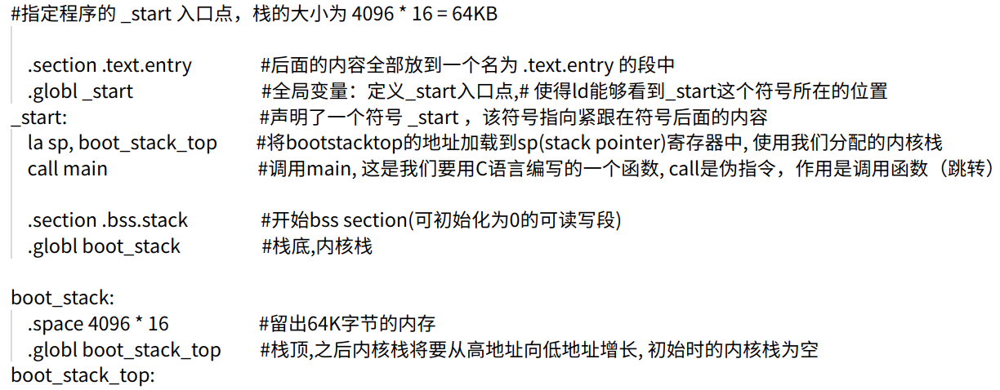 #指定程序的 _start 入口点，栈的大小为 4096 * 16 = 64KB
.section .text.entry #后面的内容全部放到一个名为 .text.entry 的段中
.globl _start #全局变量：定义_start入口点,# 使得ld能够看到_start这个符号所在的位置
_start: #声明了一个符号 _start ，该符号指向紧跟在符号后面的内容
la sp, boot_stack_top #将bootstacktop的地址加载到sp(stack pointer)寄存器中, 使用我们分配的内核栈
call main #调用main, 这是我们要用C语言编写的一个函数, call是伪指令，作用是调用函数（跳转）
.section .bss.stack #开始bss section(可初始化为0的可读写段)
.globl boot_stack #栈底,内核栈
boot_stack:
.space 4096 * 16 #留出64K字节的内存
.globl boot_stack_top #栈顶,之后内核栈将要从高地址向低地址增长, 初始时的内核栈为空
boot_stack_top: